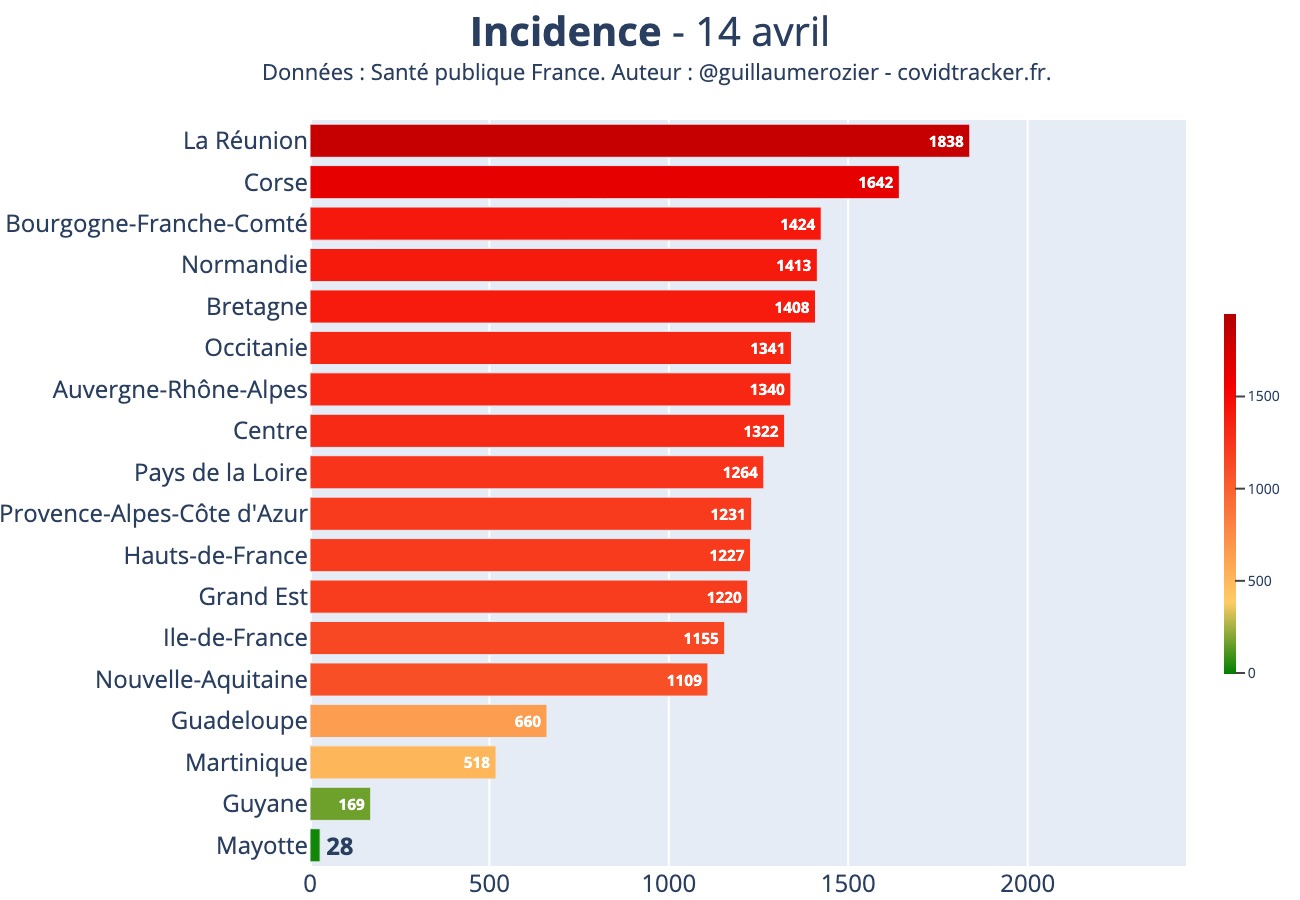 Incidence - 14 avril
Données : Santé publique France. Auteur : @guillaumerozier - covidtracker.fr.
La Réunion 1838
Corse 1642
Bourgogne-Franche-Comté 1424
Normandie 1413
Bretagne 1408
Occitanie 1341
Auvergne-Rhône-Alpes 1340
Centre 1322
Pays de la Loire 1264
Provence-Alpes-Côte d'Azur 1231
Hauts-de-France 1227
Grand Est 1220
Ile-de-France 1155
Nouvelle-Aquitaine 1109
Guadeloupe 660
Martinique 518
Guyane 169
Mayotte 28
0 500 1000 1500 2000
1500
1000
500
0